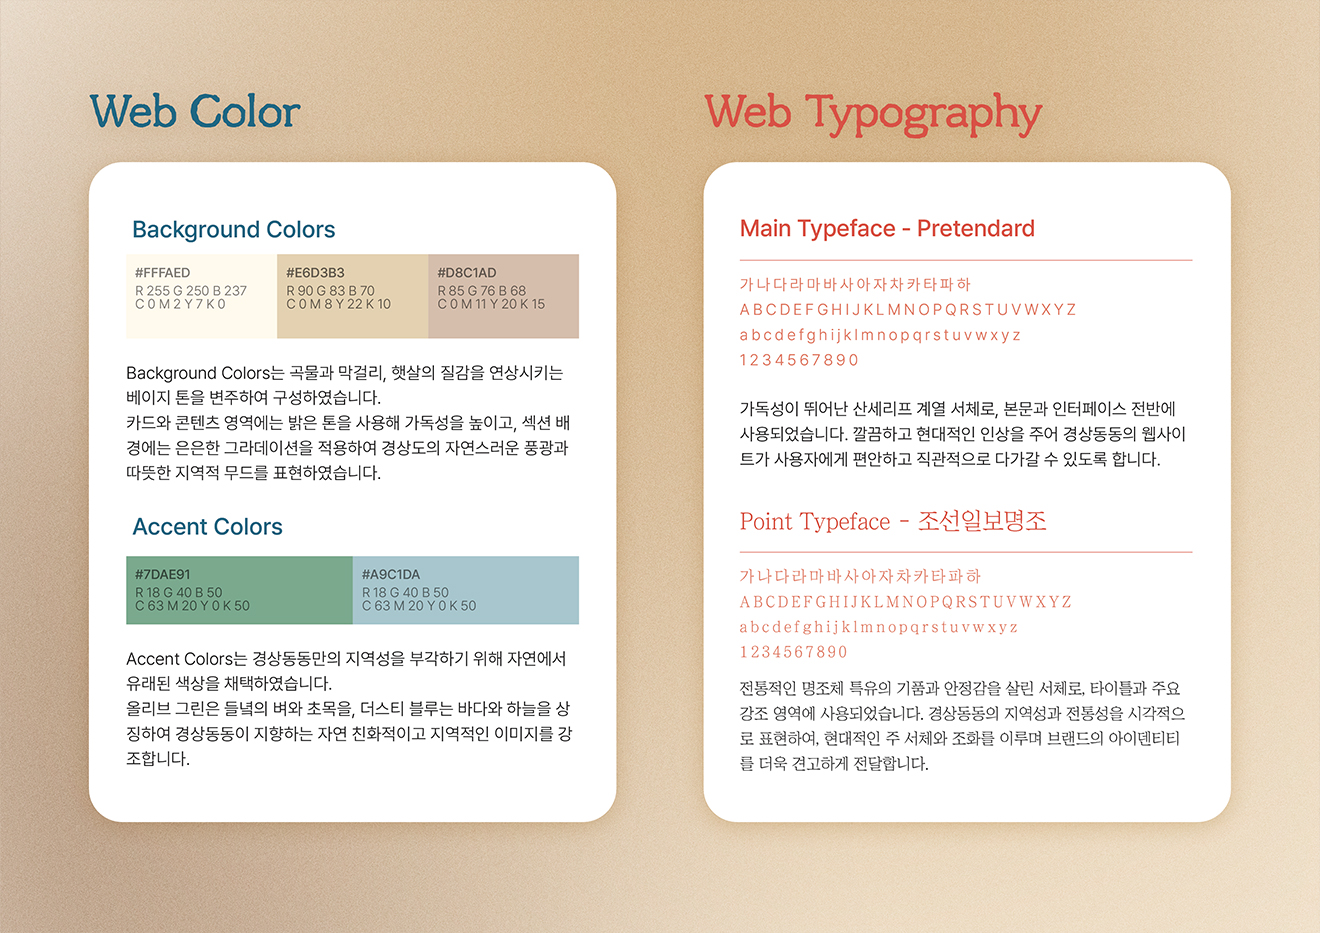 Web Color
Background Colors
#FFFAED
R 255 G 250 B 237
C 0 M 2 Y 7 K 0
#E6D3B3
R 90 G 83 B 70
C 0 M 8 Y 22 K 10
#D8C1AD
R 85 G 76 B 68
C 0 M 11 Y 20 K 15
Background Colors는 곡물과 막걸리, 햇살의 질감을 연상시키는
베이지 톤을 변주하여 구성하였습니다.
카드와 콘텐츠 영역에는 밝은 톤을 사용해 가독성을 높이고, 섹션 배
경에는 은은한 그라데이션을 적용하여 경상도의 자연스러운 풍광과
따뜻한 지역적 무드를 표현하였습니다.
Accent Colors
#7DAE91
R 18 G 40 B 50
C 63 M 20 Y 0 K 50
#A9C1DA
R 18 G 40 B 50
C 63 M 20 Y 0 K 50
Accent Colors는 경상동동만의 지역성을 부각하기 위해 자연에서
유래된 색상을 채택하였습니다.
올리브 그린은 들녘의 벼와 초목을, 더스티 블루는 바다와 하늘을 상
징하여 경상동동이 지향하는 자연 친화적이고 지역적인 이미지를 강
조합니다.
Web Typography
Main Typeface - Pretendard
가나다라마바사아자차카타파하
ABCDEFGHIJKLMNOPQRSTUVWXYZ
abcdefghijklmnopqrstuvwxyz
1234567890
가독성이 뛰어난 산세리프 계열 서체로, 본문과 인터페이스 전반에
사용되었습니다. 깔끔하고 현대적인 인상을 주어 경상동동의 웹사이
트가 사용자에게 편안하고 직관적으로 다가갈 수 있도록 합니다.
Point Typeface - 조선일보명조
가나다라마바사아자차카타파하
ABCDEFGHIJKLMNOPQRSTUVWXYZ
abcdefghijklmnopqrstuvwxyz
1234567890
전통적인 명조체 특유의 기품과 안정감을 살린 서체로, 타이틀과 주요
강조 영역에 사용되었습니다. 경상동동의 지역성과 전통성을 시각적으
로 표현하여, 현대적인 주 서체와 조화를 이루며 브랜드의 아이덴티티
를 더욱 견고하게 전달합니다.